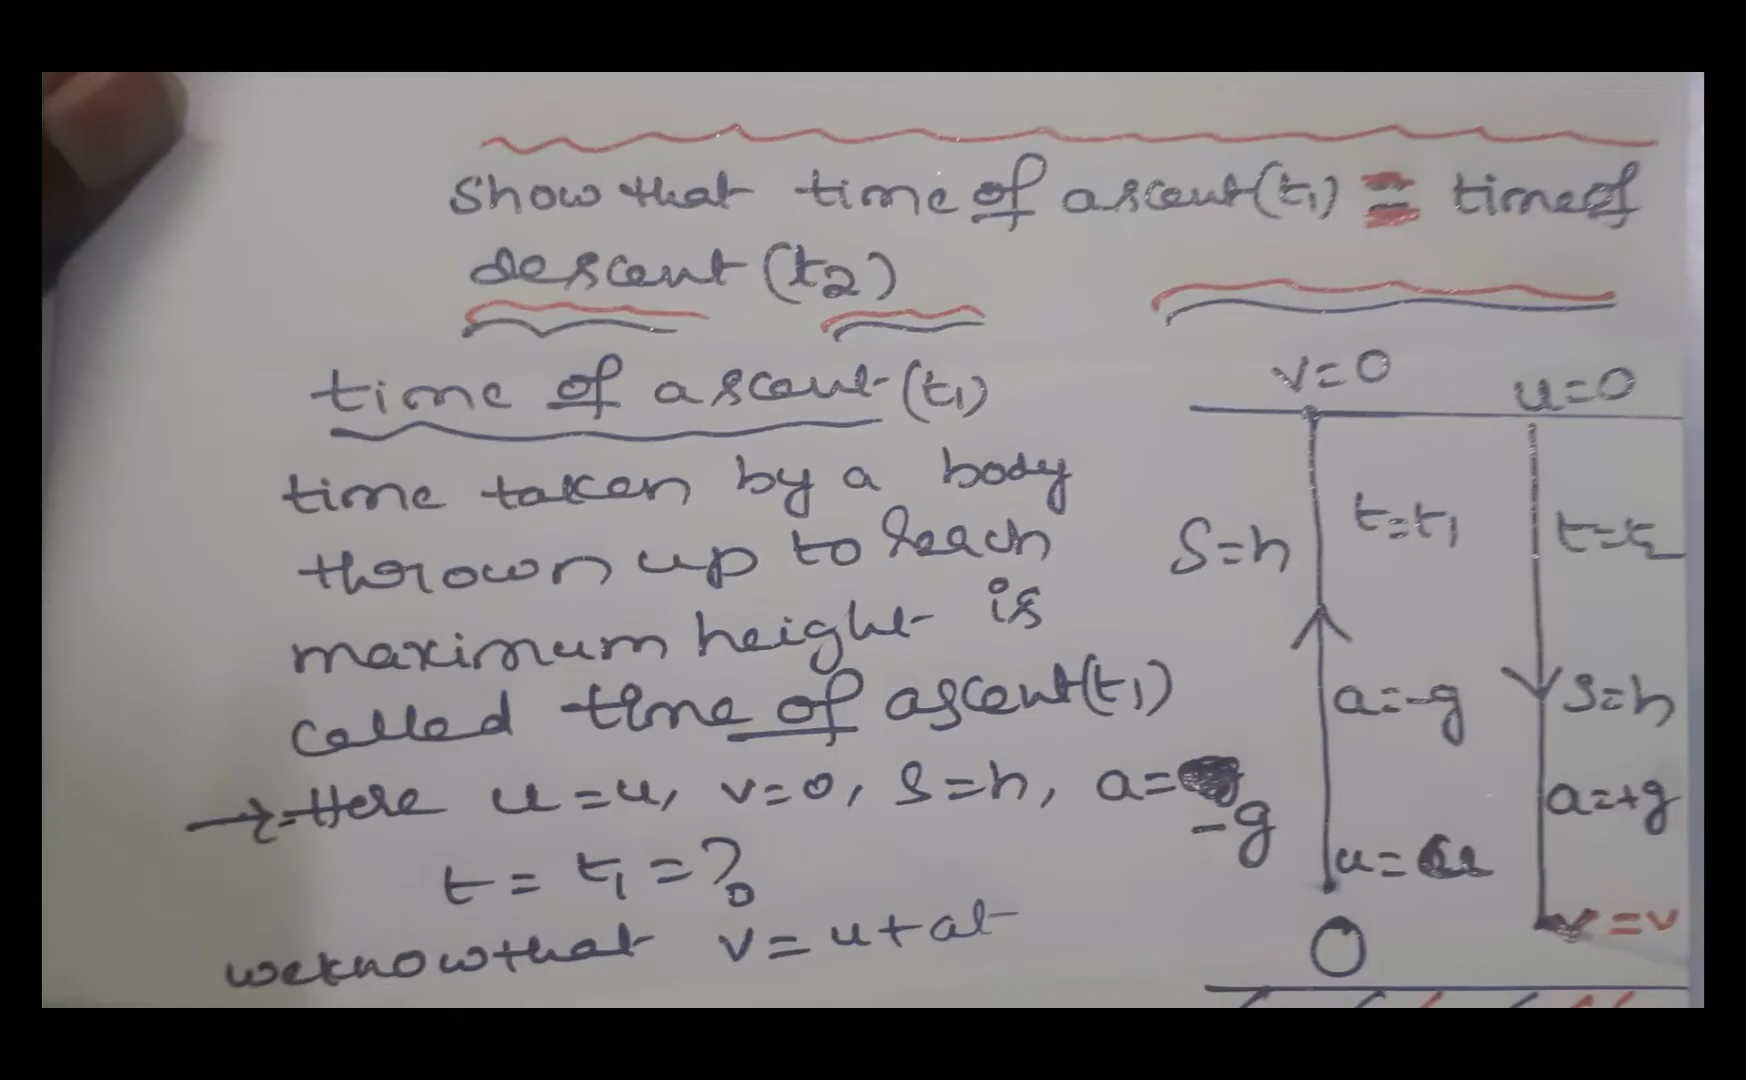 show that time of ascent (t1) = time of
descent (t2)
time of ascent (t1)
time taken by a body
thrown up to reach
maximum height is
called time of ascent (t1)
→ Here u = u, v = 0, s = h, a = -g
t = t1 = ?
we know that v = u + at
v=0
u=0
S=h
t=t1
t=t2
a=-g
s=h
a=+g
u=u
v=v